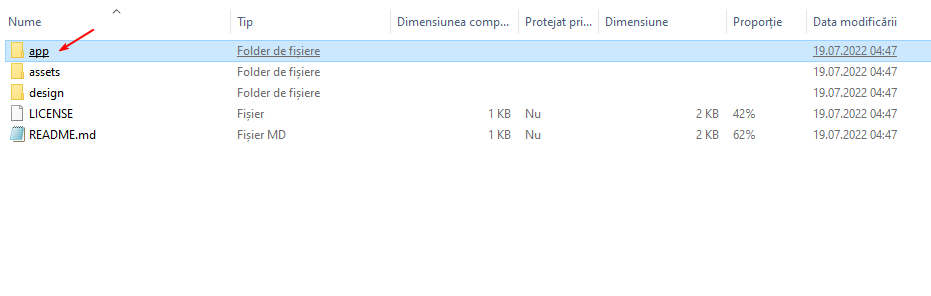 Nume Tip Dimensiunea comp... Protejat pri... Dimensiune Proporție Data modificării
app Folder de fișiere 19.07.2022 04:47
assets Folder de fișiere 19.07.2022 04:47
design Folder de fișiere 19.07.2022 04:47
LICENSE Fișier 1 KB Nu 2 KB 42% 19.07.2022 04:47
README.md Fișier MD 1 KB Nu 2 KB 62% 19.07.2022 04:47